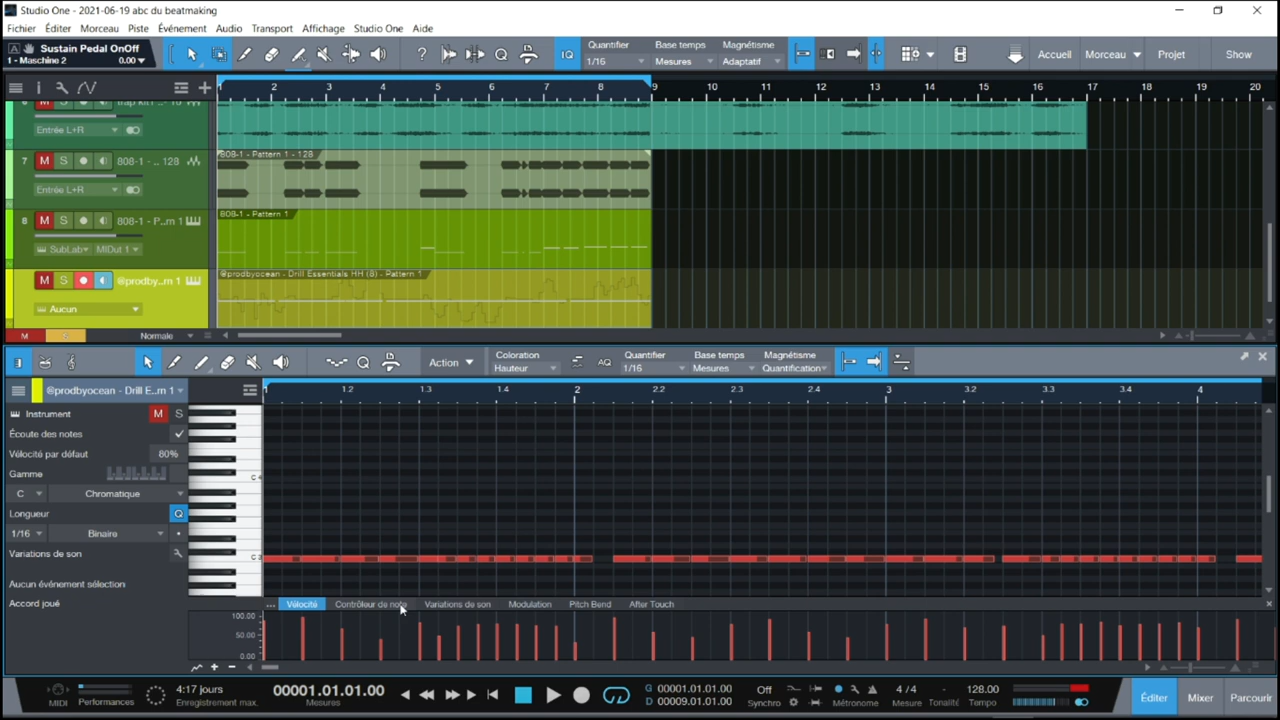 Studio One - 2021-06-19 abc du beatmaking
Fichier Éditer Morceau Piste Événement Audio Transport Affichage Studio One Aide
Sustain Pedal OnOff
1 - Maschine 2 0.00
IQ Quantifier 1/16 Base temps Mesures Magnétisme Adaptatif
Accueil Morceau Projet Show
2 3 4 5 6 7 8 9 10 11 12 13 14 15 16 17 18 19 20
M S
Entrée L+R
7 M S 808-1 - .. 128
Entrée L+R
808-1 - Pattern 1 - 128
8 M S 808-1 - P..rn 1
SubLab MIDut 1
808-1 - Pattern 1
M S @prodby...rn 1
Aucun
@prodbyocean - Drill Essentials HH (8) - Pattern 1
M S Normale
Action Coloration Hauteur AQ Quantifier 1/16 Base temps Mesures Magnétisme Quantification
@prodbyocean - Drill E..rn 1
1.2 1.3 1.4 2 2.2 2.3 2.4 3 3.2 3.3 3.4 4
Instrument M S
Écoute des notes
Vélocité par défaut 80%
Gamme
C Chromatique
Longueur Q
1/16 Binaire
Variations de son
Aucun événement sélection
Accord joué
C 4
C 3
... Vélocité Contrôleur de note Variations de son Modulation Pitch Bend After Touch
100.00
50.00
0.00
MIDI Performances 4:17 jours Enregistrement max. 00001.01.01.00 Mesures
G 00001.01.01.00
D 00009.01.01.00
Off Synchro Métronome 4 / 4 Mesure - Tonalité 128.00 Tempo
Éditer Mixer Parcourir